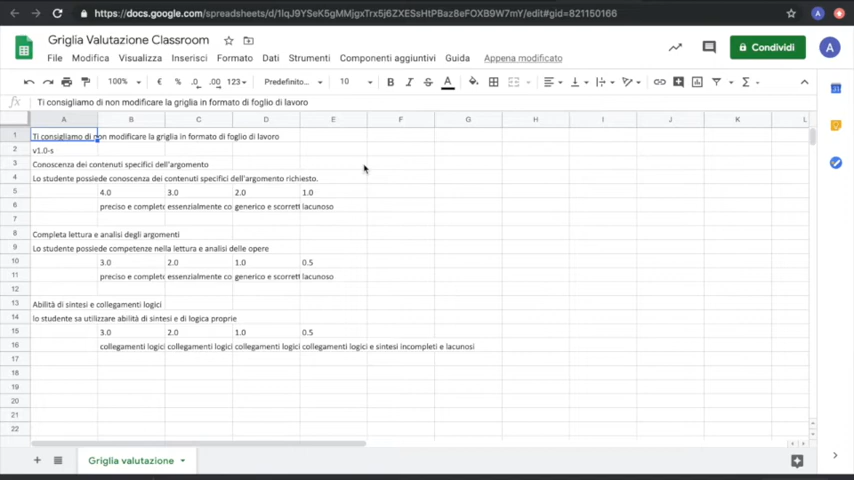 https://docs.google.com/spreadsheets/d/1lqJ9YSeK5gMMjgxTrx5j6ZXESsHtPBaz8eFOXB9W7mY/edit#gid=821150166
A
Griglia Valutazione Classroom
File Modifica Visualizza Inserisci Formato Dati Strumenti Componenti aggiuntivi Guida Appena modificato
Condividi
A
100% € % .0 .00 123 Predefinito... 10 B I S A
31
fx Ti consigliamo di non modificare la griglia in formato di foglio di lavoro
A B C D E F G H I J K L
1 Ti consigliamo di non modificare la griglia in formato di foglio di lavoro
2 v1.0-s
3 Conoscenza dei contenuti specifici dell'argomento
4 Lo studente possiede conoscenza dei contenuti specifici dell'argomento richiesto.
5 4.0 3.0 2.0 1.0
6 preciso e completo essenzialmente co generico e scorrett lacunoso
7
8 Completa lettura e analisi degli argomenti
9 Lo studente possiede competenze nella lettura e analisi delle opere
10 3.0 2.0 1.0 0.5
11 preciso e completo essenzialmente co generico e scorrett lacunoso
12
13 Abilità di sintesi e collegamenti logici
14 lo studente sa utilizzare abilità di sintesi e di logica proprie
15 3.0 2.0 1.0 0.5
16 collegamenti logici collegamenti logici collegamenti logici collegamenti logici e sintesi incompleti e lacunosi
17
18
19
20
21
22
Griglia valutazione